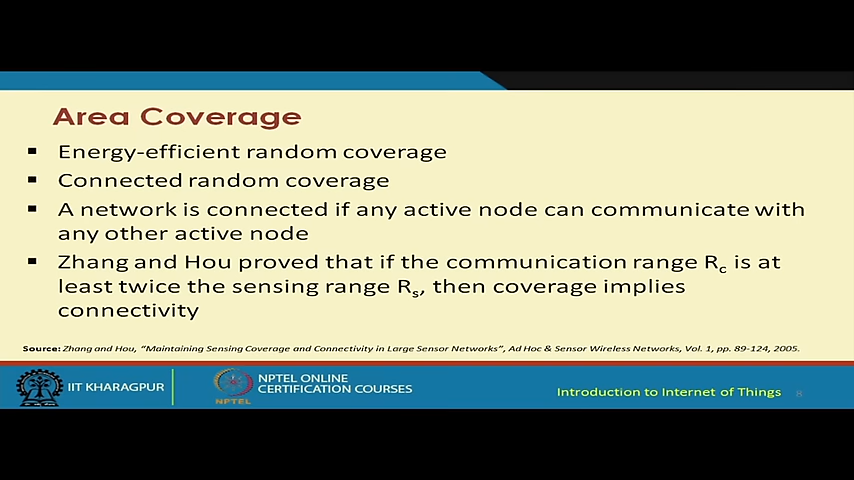 Area Coverage
▪ Energy-efficient random coverage
▪ Connected random coverage
▪ A network is connected if any active node can communicate with
any other active node
▪ Zhang and Hou proved that if the communication range Rc is at
least twice the sensing range Rs, then coverage implies
connectivity
Source: Zhang and Hou, “Maintaining Sensing Coverage and Connectivity in Large Sensor Networks”, Ad Hoc & Sensor Wireless Networks, Vol. 1, pp. 89-124, 2005.
IIT KHARAGPUR
NPTEL
NPTEL ONLINE
CERTIFICATION COURSES
Introduction to Internet of Things
8